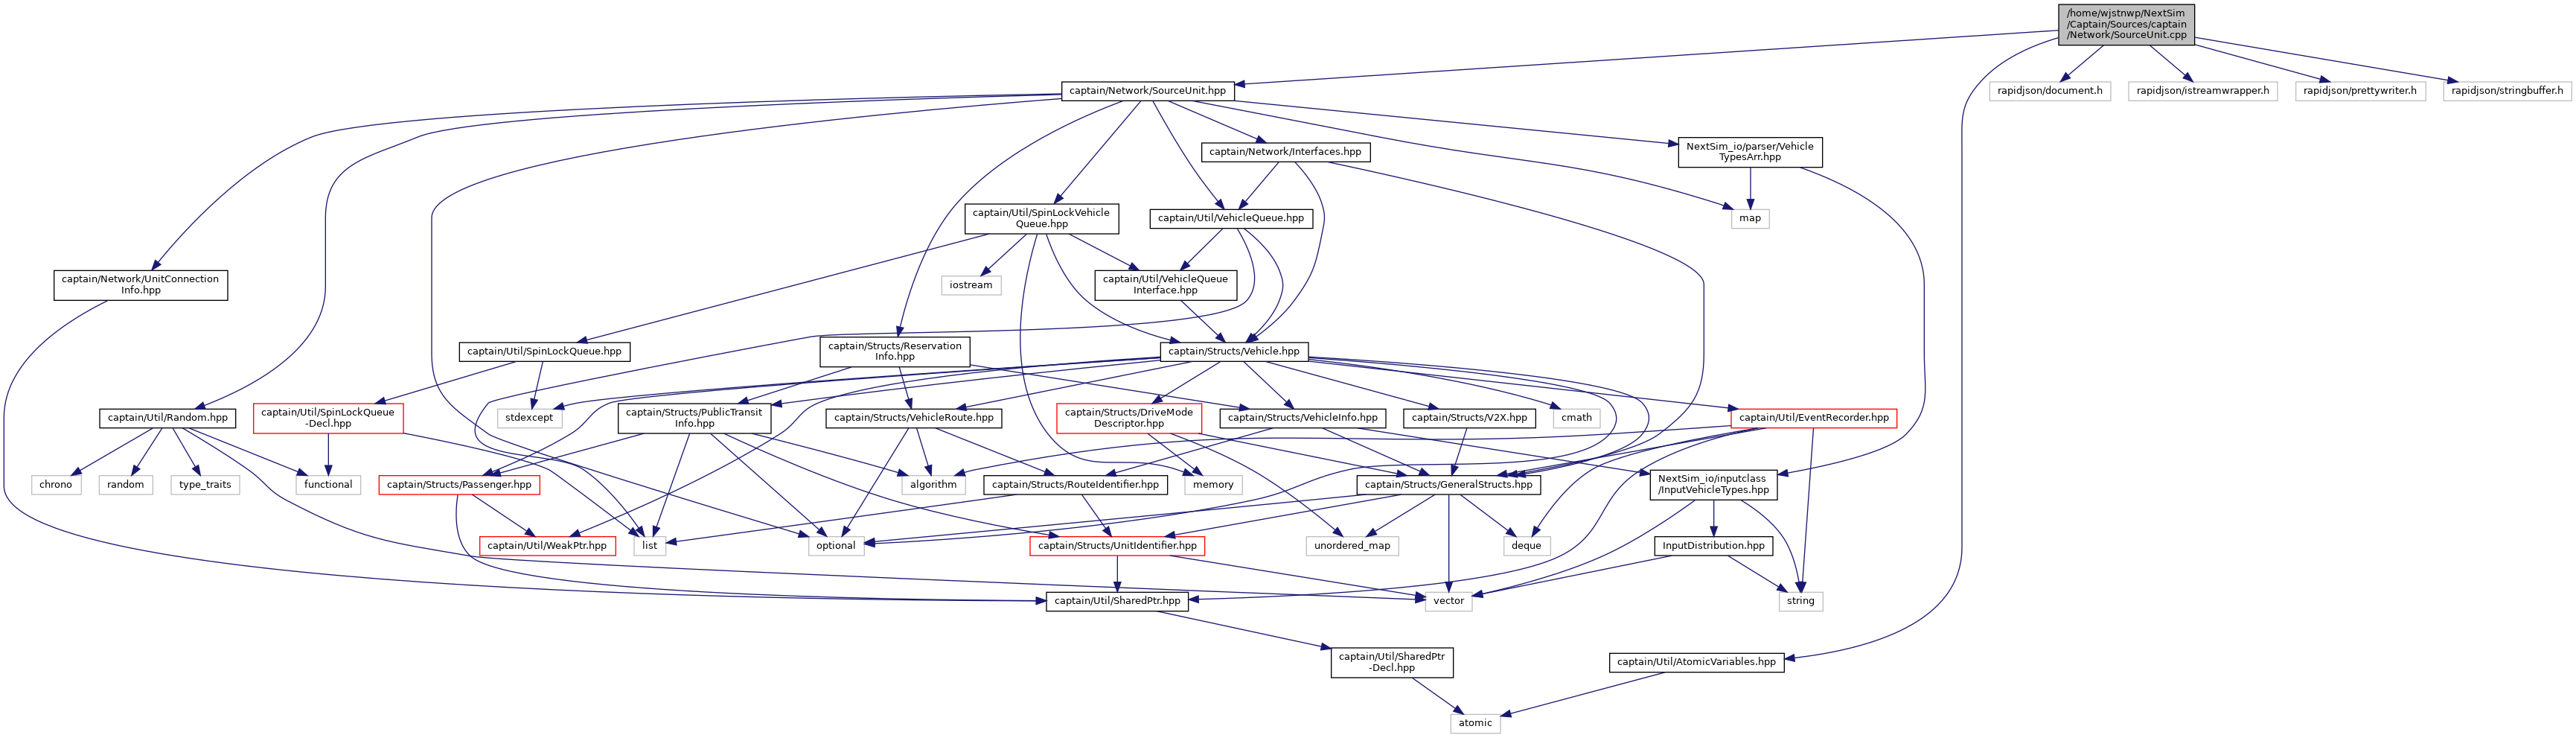 /home/wjstnwp/NextSim
/Captain/Sources/captain
/Network/SourceUnit.cpp
captain/Network/SourceUnit.hpp
rapidjson/document.h
rapidjson/istreamwrapper.h
rapidjson/prettywriter.h
rapidjson/stringbuffer.h
captain/Network/Interfaces.hpp
NextSim_io/parser/Vehicle
TypesArr.hpp
captain/Util/SpinLockVehicle
Queue.hpp
captain/Util/VehicleQueue.hpp
map
captain/Network/UnitConnection
Info.hpp
iostream
captain/Util/VehicleQueue
Interface.hpp
captain/Util/SpinLockQueue.hpp
captain/Structs/Reservation
Info.hpp
captain/Structs/Vehicle.hpp
captain/Util/Random.hpp
captain/Util/SpinLockQueue
-Decl.hpp
stdexcept
captain/Structs/PublicTransit
Info.hpp
captain/Structs/VehicleRoute.hpp
captain/Structs/DriveMode
Descriptor.hpp
captain/Structs/VehicleInfo.hpp
captain/Structs/V2X.hpp
cmath
captain/Util/EventRecorder.hpp
chrono
random
type_traits
functional
captain/Structs/Passenger.hpp
algorithm
captain/Structs/RouteIdentifier.hpp
memory
captain/Structs/GeneralStructs.hpp
NextSim_io/inputclass
/InputVehicleTypes.hpp
captain/Util/WeakPtr.hpp
list
optional
captain/Structs/UnitIdentifier.hpp
unordered_map
deque
InputDistribution.hpp
captain/Util/SharedPtr.hpp
vector
string
captain/Util/SharedPtr
-Decl.hpp
captain/Util/AtomicVariables.hpp
atomic